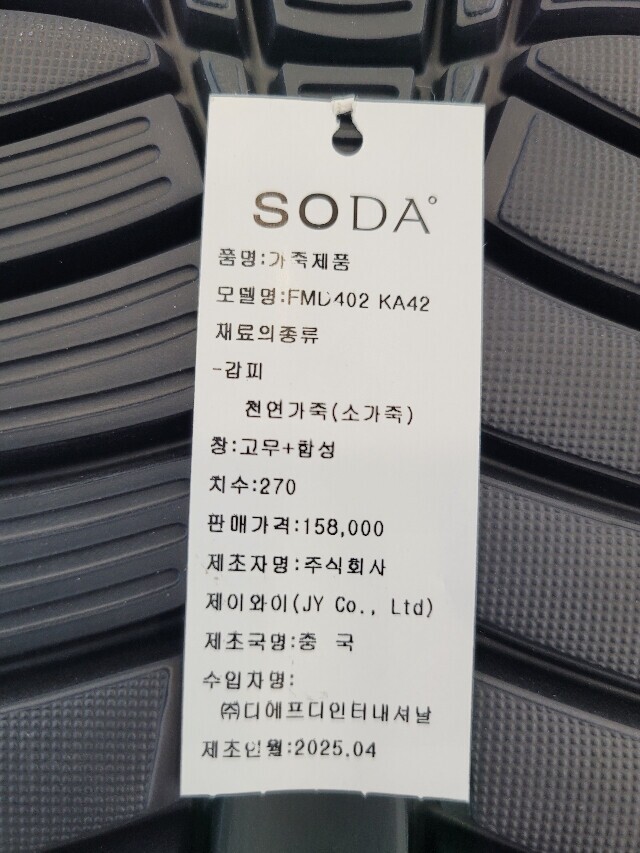 SODA°
품명:가죽제품
모델명:FMD402 KA42
재료의종류
-갑피
천연가죽(소가죽)
창:고무+합성
치수:270
판매가격:158,000
제조자명:주식회사
제이와이(JY Co., Ltd)
제조국명:중 국
수입자명:
㈜디에프디인터내셔날
제조년월:2025.04